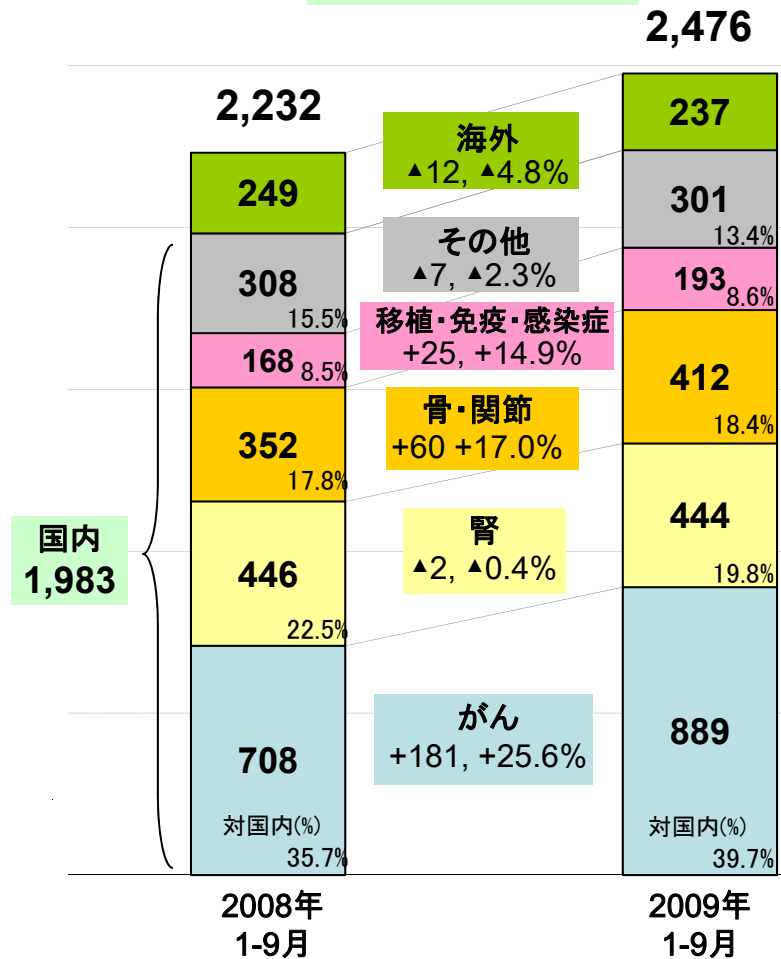 2,476
2,232
237
海外
▲12, ▲4.8%
249
301
13.4%
その他
▲7, ▲2.3%
308
15.5%
193
8.6%
移植・免疫・感染症
+25, +14.9%
168
8.5%
412
18.4%
骨・関節
+60 +17.0%
352
17.8%
国内
1,983
444
19.8%
腎
▲2, ▲0.4%
446
22.5%
がん
+181, +25.6%
708
対国内(%)
35.7%
889
対国内(%)
39.7%
2008年
1-9月
2009年
1-9月